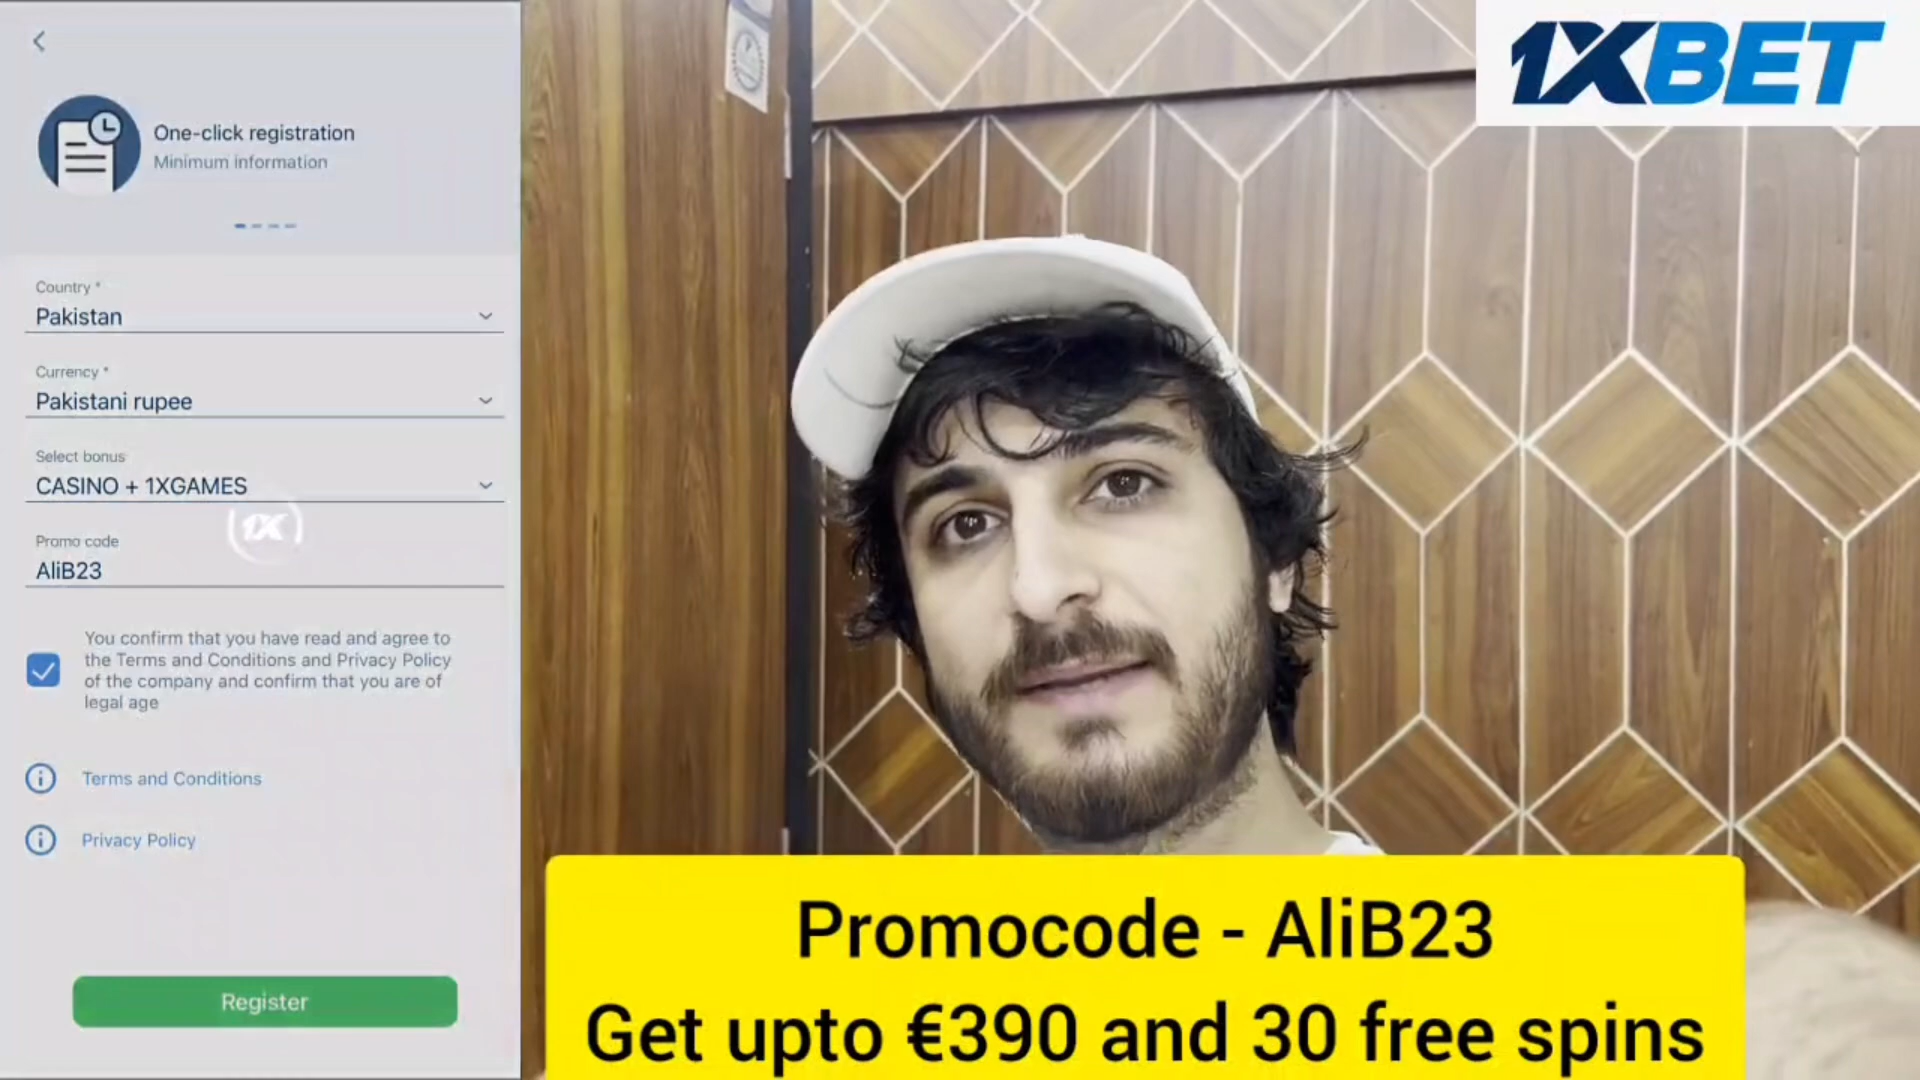 One-click registration
Minimum information
Country *
Pakistan
Currency *
Pakistani rupee
Select bonus
CASINO + 1XGAMES
1X
Promo code
AliB23
You confirm that you have read and agree to
the Terms and Conditions and Privacy Policy
of the company and confirm that you are of
legal age
Terms and Conditions
Privacy Policy
Register
1XBET
Promocode - AliB23
Get upto €390 and 30 free spins